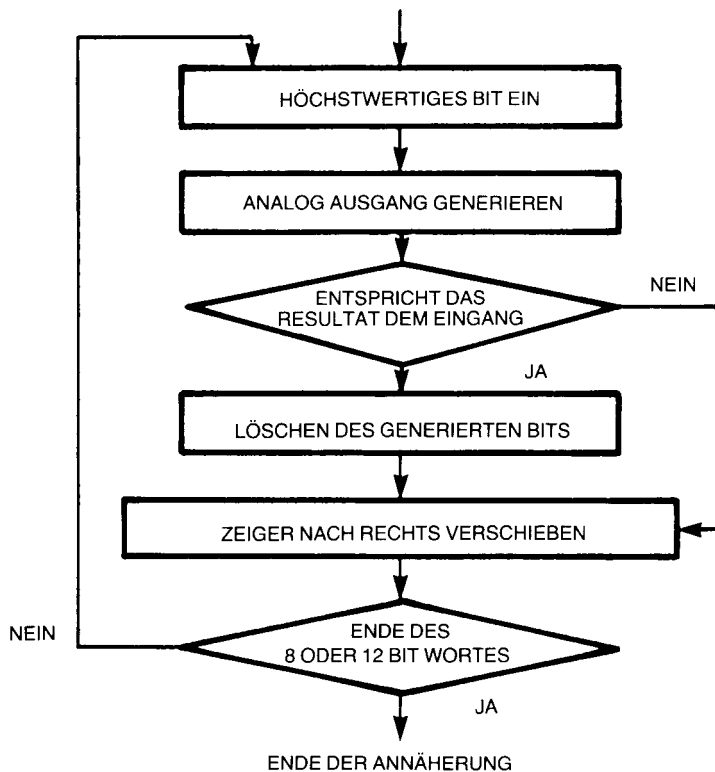 HÖCHSTWERTIGES BIT EIN
ANALOG AUSGANG GENERIEREN
ENTSPRICHT DAS
RESULTAT DEM EINGANG
NEIN
JA
LÖSCHEN DES GENERIERTEN BITS
ZEIGER NACH RECHTS VERSCHIEBEN
NEIN
ENDE DES
8 ODER 12 BIT WORTES
JA
ENDE DER ANNÄHERUNG